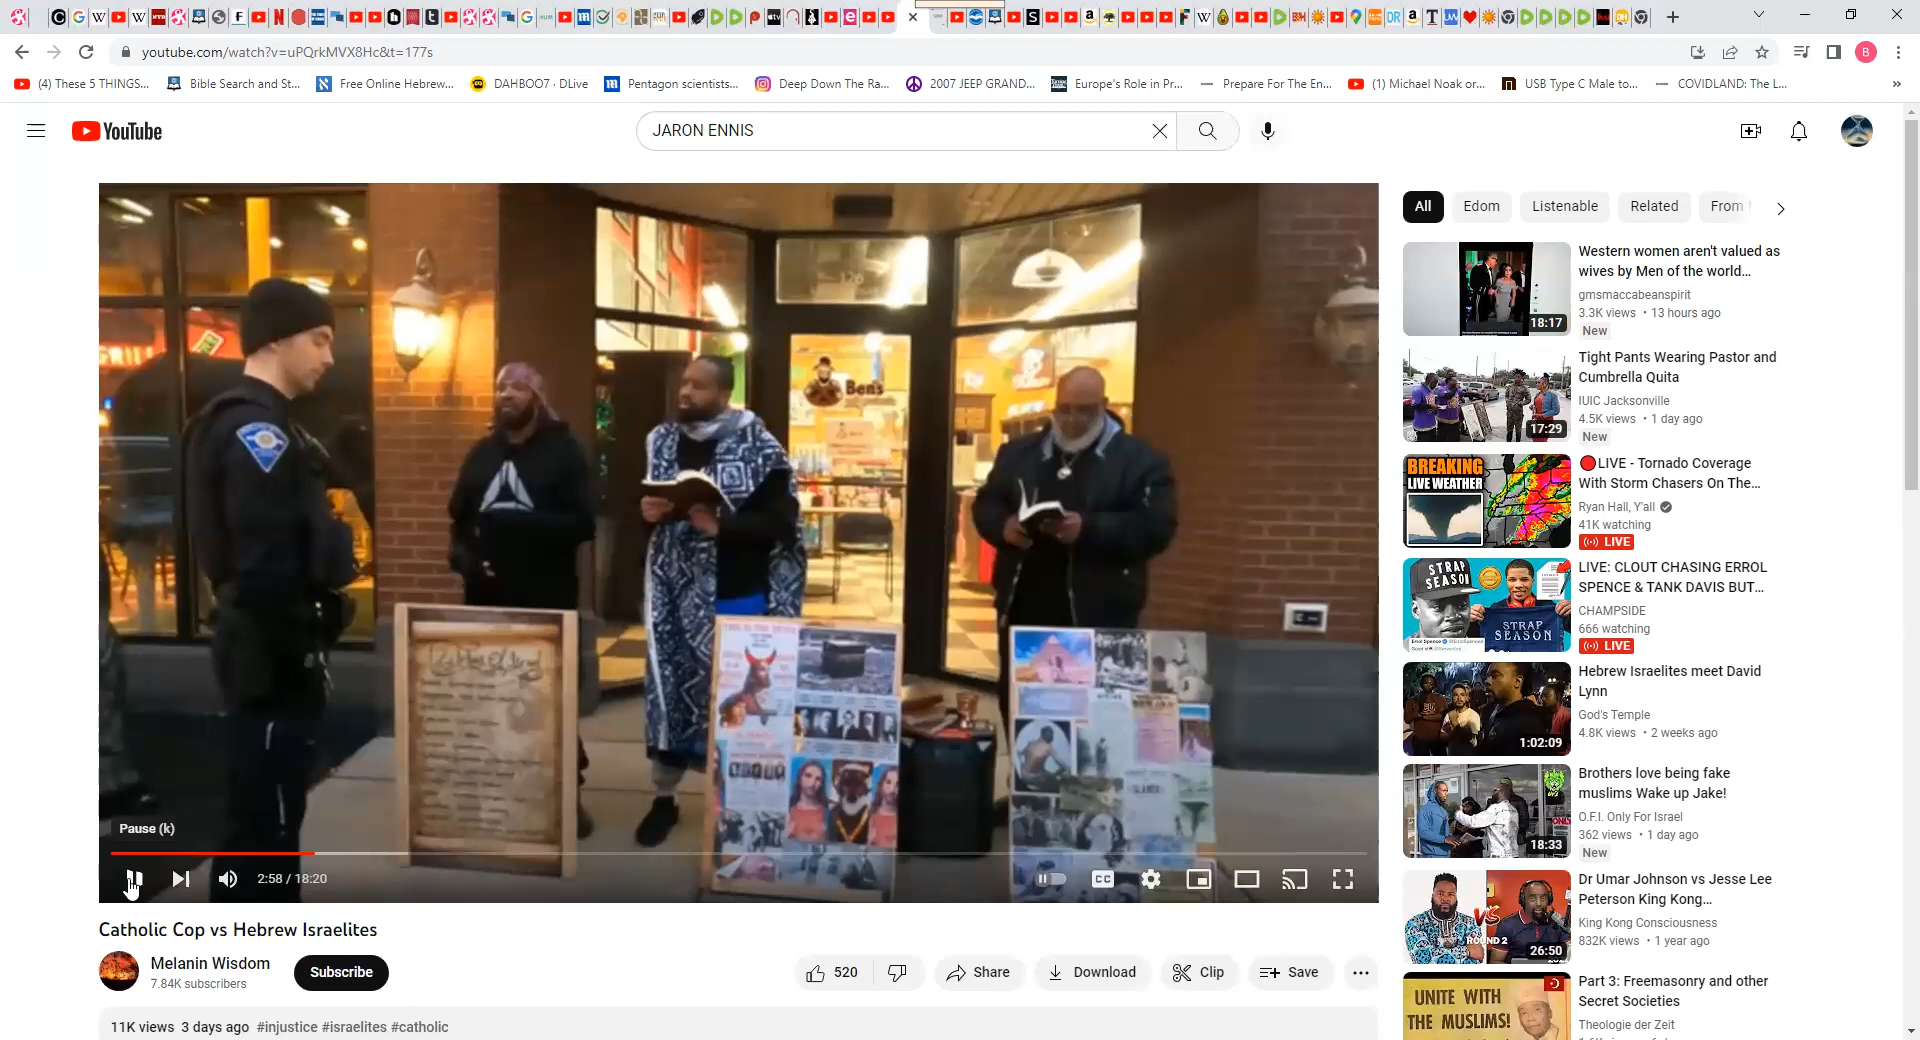 youtube.com/watch?v=uPQrkMVX8Hc&t=177s
B
(4) These 5 THINGS...
Bible Search and St...
Free Online Hebrew...
DAHBOO7 · DLive
Pentagon scientists...
Deep Down The Ra...
2007 JEEP GRAND...
Europe's Role in Pr...
Prepare For The En...
(1) Michael Noak or...
USB Type C Male to...
COVIDLAND: The L...
YouTube
JARON ENNIS
All
Edom
Listenable
Related
From
Ben's
Pause (k)
2:58 / 18:20
CC
Catholic Cop vs Hebrew Israelites
Melanin Wisdom
7.84K subscribers
Subscribe
520
Share
Download
Clip
Save
11K views 3 days ago #injustice #israelites #catholic
18:17
Western women aren't valued as
wives by Men of the world...
gmsmaccabeanspirit
3.3K views • 13 hours ago
New
17:29
Tight Pants Wearing Pastor and
Cumbrella Quita
IUIC Jacksonville
4.5K views • 1 day ago
New
BREAKING
LIVE WEATHER
LIVE - Tornado Coverage
With Storm Chasers On The...
Ryan Hall, Y'all
41K watching
LIVE
STRAP
SEASON
STRAP
SEASON
LIVE: CLOUT CHASING ERROL
SPENCE & TANK DAVIS BUT...
CHAMPSIDE
666 watching
LIVE
1:02:09
Hebrew Israelites meet David
Lynn
God's Temple
4.8K views • 2 weeks ago
18:33
Brothers love being fake
muslims Wake up Jake!
O.F.I. Only For Israel
362 views • 1 day ago
New
VS
ROUND 2
26:50
Dr Umar Johnson vs Jesse Lee
Peterson King Kong...
King Kong Consciousness
832K views • 1 year ago
UNITE WITH
THE MUSLIMS!
Part 3: Freemasonry and other
Secret Societies
Theologie der Zeit